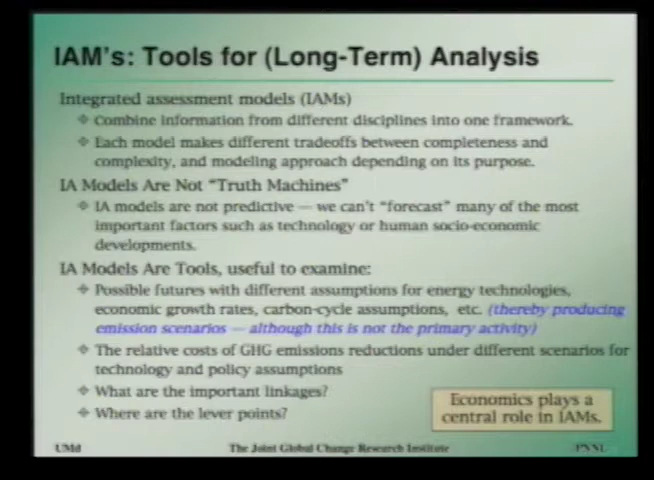 IAM's: Tools for (Long-Term) Analysis
Integrated assessment models (IAMs)
❖ Combine information from different disciplines into one framework.
❖ Each model makes different tradeoffs between completeness and
complexity, and modeling approach depending on its purpose.
IA Models Are Not "Truth Machines"
❖ IA models are not predictive — we can't "forecast" many of the most
important factors such as technology or human socio-economic
developments.
IA Models Are Tools, useful to examine:
❖ Possible futures with different assumptions for energy technologies,
economic growth rates, carbon-cycle assumptions, etc. (thereby producing
emission scenarios — although this is not the primary activity)
❖ The relative costs of GHG emissions reductions under different scenarios for
technology and policy assumptions
❖ What are the important linkages?
❖ Where are the lever points?
Economics plays a
central role in IAMs.
UMd The Joint Global Change Research Institute PNNL